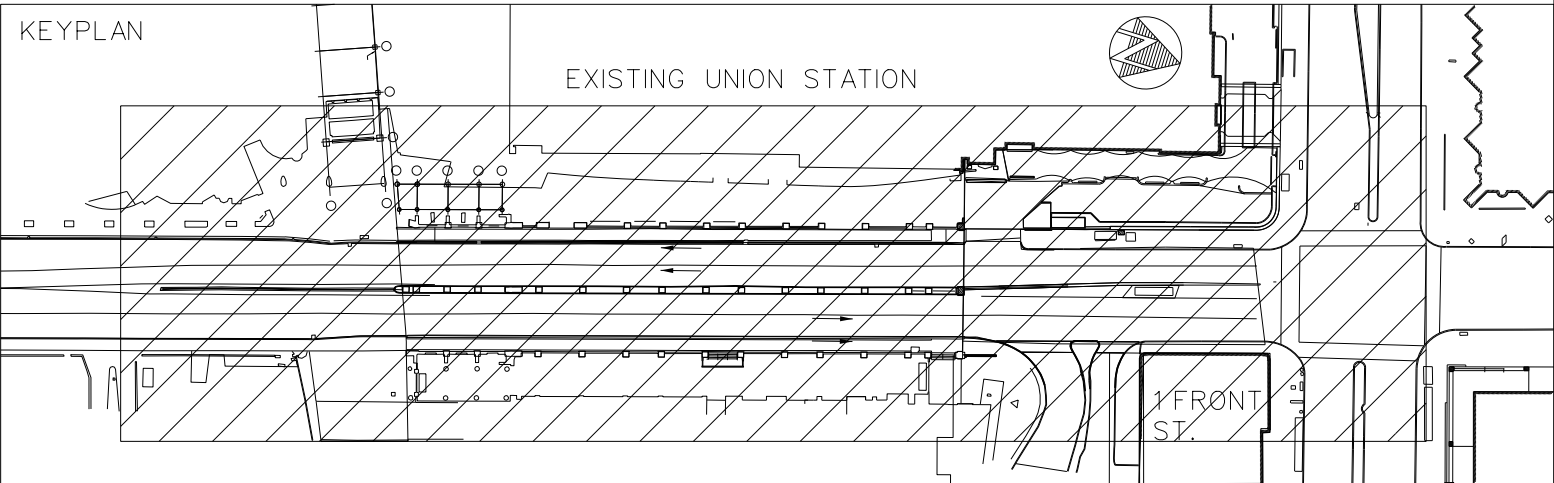 KEYPLAN
EXISTING UNION STATION
1 FRONT
ST.